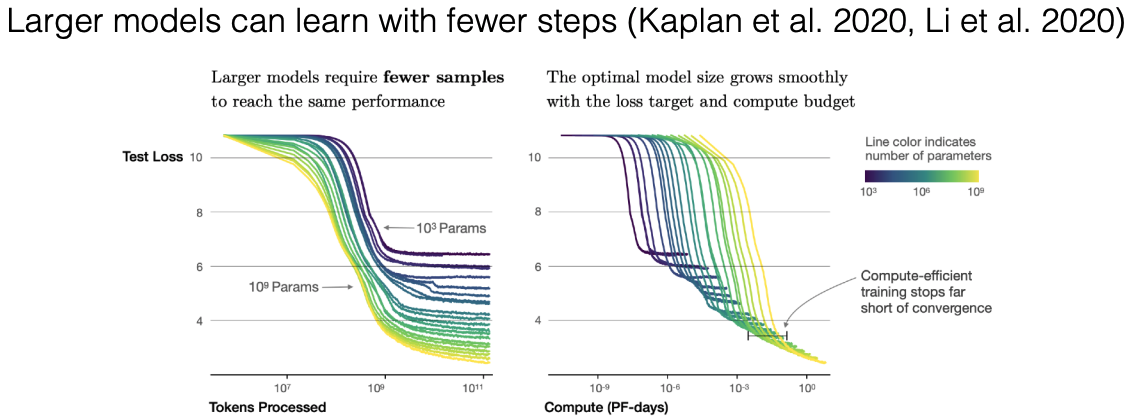 Larger models can learn with fewer steps (Kaplan et al. 2020, Li et al. 2020)
Larger models require fewer samples
to reach the same performance
The optimal model size grows smoothly
with the loss target and compute budget
Test Loss
10
8
6
4
10³ Params
10⁹ Params
10⁷
10⁹
10¹¹
Tokens Processed
10
8
6
4
10⁻⁹
10⁻⁶
10⁻³
10⁰
Compute (PF-days)
Line color indicates
number of parameters
10³
10⁶
10⁹
Compute-efficient
training stops far
short of convergence